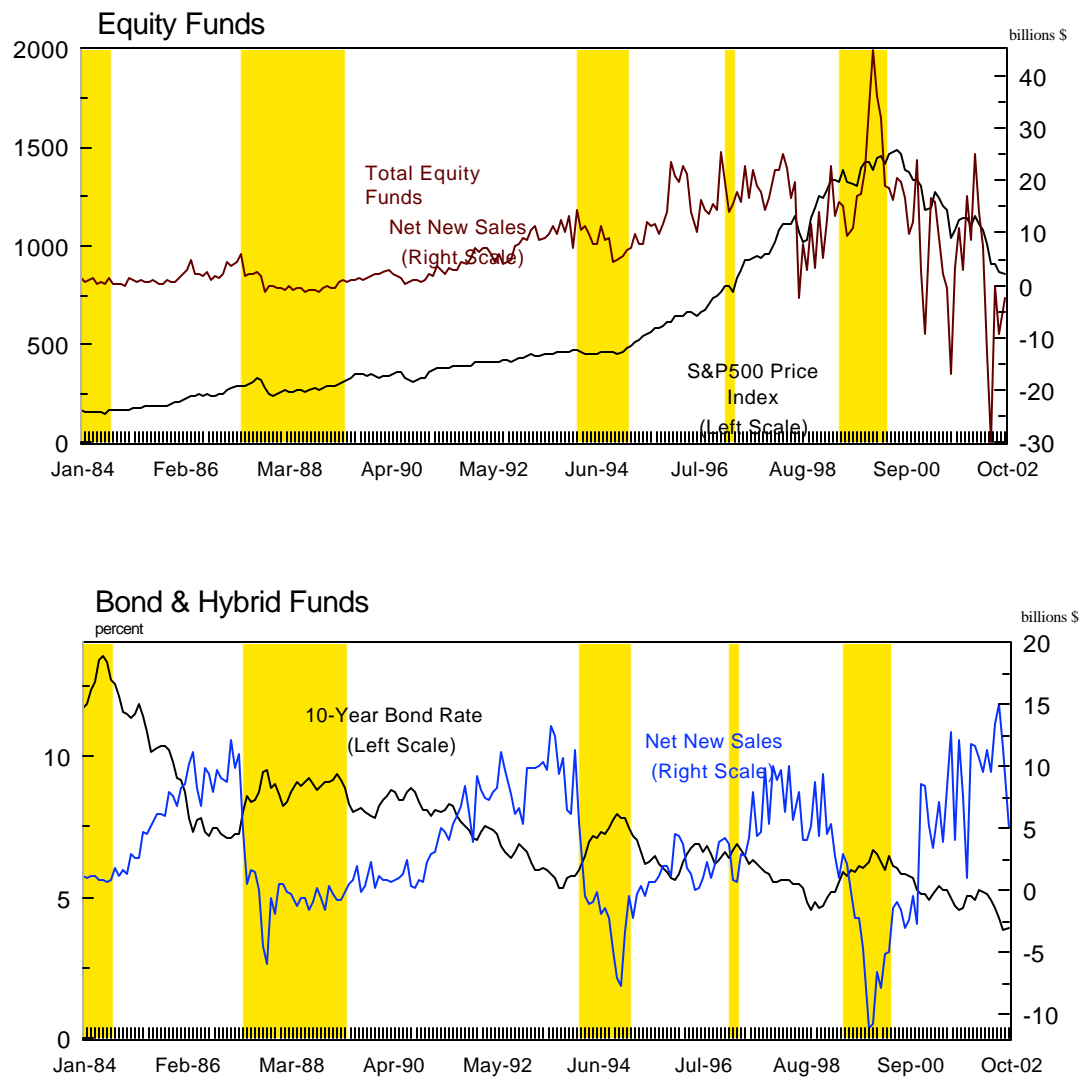 Equity Funds
billions $
2000
1500
1000
500
0
40
30
20
10
0
-10
-20
-30
Total Equity
Funds
Net New Sales
(Right Scale)
S&P500 Price
Index
(Left Scale)
Jan-84 Feb-86 Mar-88 Apr-90 May-92 Jun-94 Jul-96 Aug-98 Sep-00 Oct-02
Bond & Hybrid Funds
percent
billions $
10
5
0
20
15
10
5
0
-5
-10
10-Year Bond Rate
(Left Scale)
Net New Sales
(Right Scale)
Jan-84 Feb-86 Mar-88 Apr-90 May-92 Jun-94 Jul-96 Aug-98 Sep-00 Oct-02